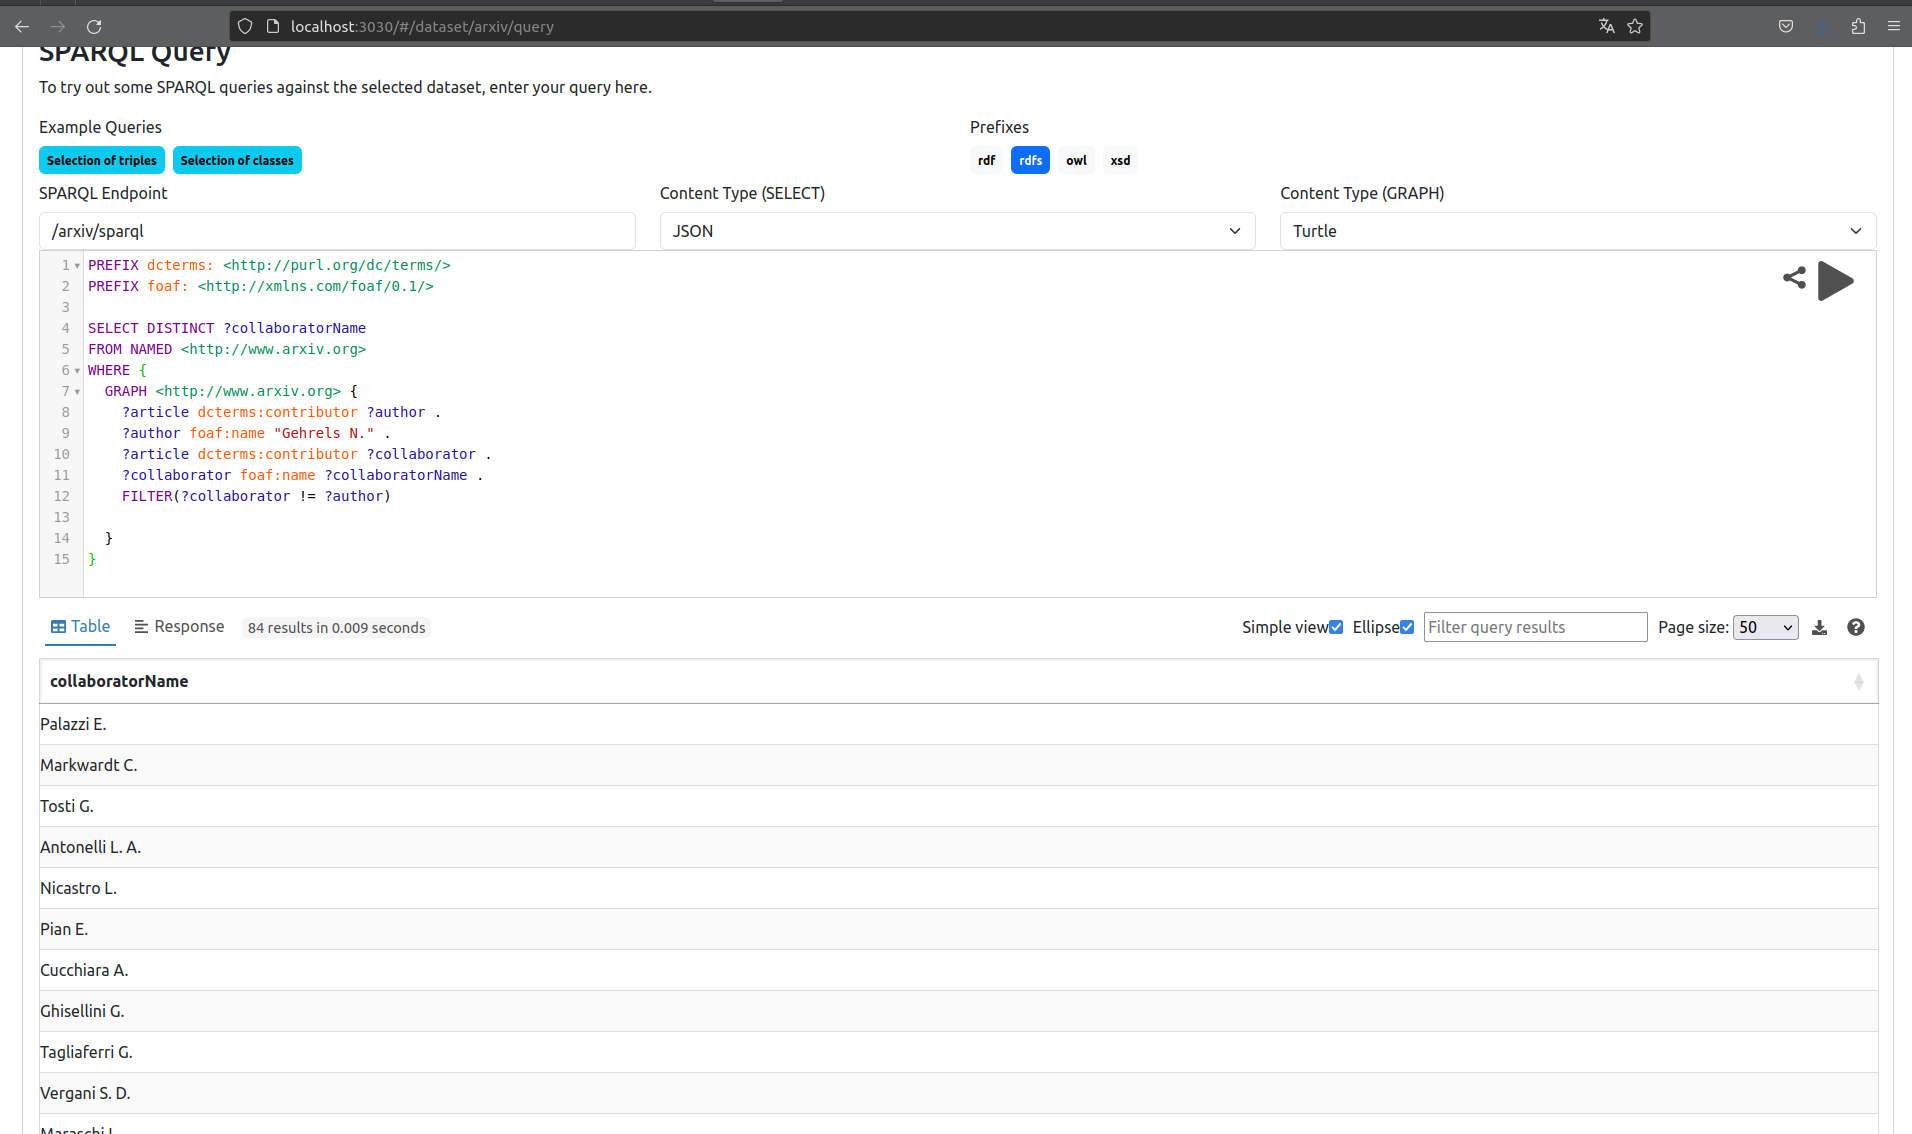 localhost:3030/#/dataset/arxiv/query
SPARQL Query
To try out some SPARQL queries against the selected dataset, enter your query here.
Example Queries
Selection of triples Selection of classes
Prefixes
rdf rdfs owl xsd
SPARQL Endpoint
/arxiv/sparql
Content Type (SELECT)
JSON
Content Type (GRAPH)
Turtle
1 PREFIX dcterms: <http://purl.org/dc/terms/>
2 PREFIX foaf: <http://xmlns.com/foaf/0.1/>
3
4 SELECT DISTINCT ?collaboratorName
5 FROM NAMED <http://www.arxiv.org>
6 WHERE {
7 GRAPH <http://www.arxiv.org> {
8 ?article dcterms:contributor ?author .
9 ?author foaf:name "Gehrels N." .
10 ?article dcterms:contributor ?collaborator .
11 ?collaborator foaf:name ?collaboratorName .
12 FILTER(?collaborator != ?author)
13
14 }
15 }
Table Response 84 results in 0.009 seconds
Simple view Ellipse Filter query results Page size: 50
collaboratorName
Palazzi E.
Markwardt C.
Tosti G.
Antonelli L. A.
Nicastro L.
Pian E.
Cucchiara A.
Ghisellini G.
Tagliaferri G.
Vergani S. D.
Maraschi L.